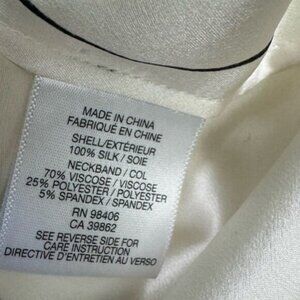 MADE IN CHINA
FABRIQUÉ EN CHINE
SHELL/EXTÉRIEUR
100% SILK / SOIE
NECKBAND / COL
70% VISCOSE / VISCOSE
25% POLYESTER / POLYESTER
5% SPANDEX / SPANDEX
RN 98406
CA 39862
SEE REVERSE SIDE FOR
CARE INSTRUCTION
DIRECTIVE D'ENTRETIEN AU VERSO